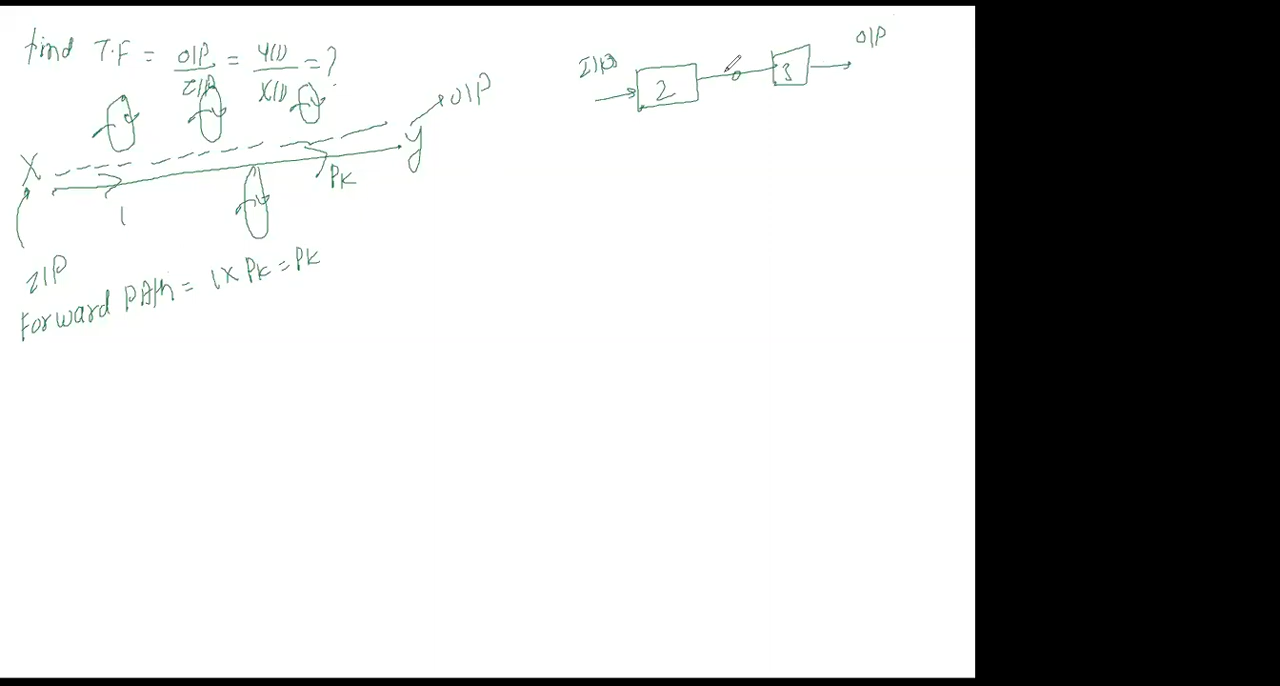 find T.F = O/P / I/P = Y(s) / X(s) = ?
X
1
PK
Y
O/P
I/P
Forward PAth = 1 X PK = PK
I/P
2
3
O/P